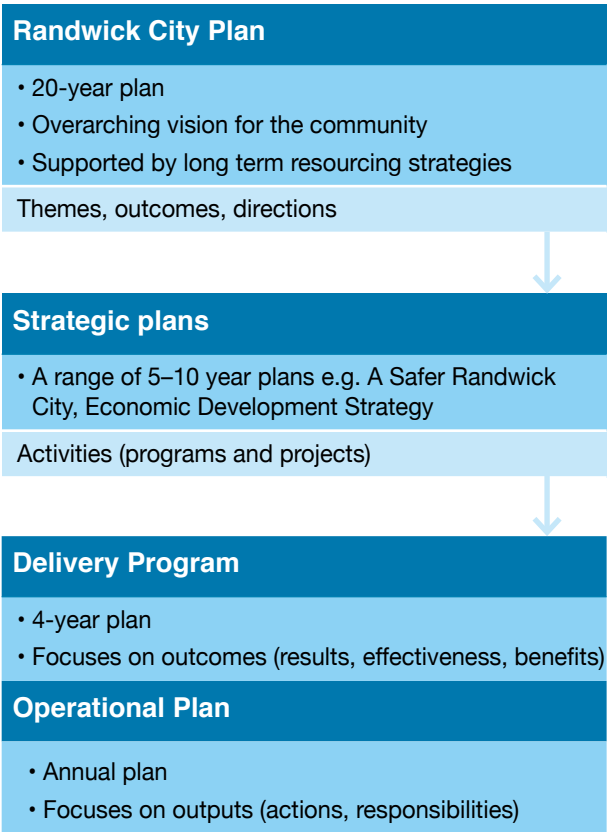 Randwick City Plan
• 20-year plan
• Overarching vision for the community
• Supported by long term resourcing strategies
Themes, outcomes, directions
Strategic plans
• A range of 5–10 year plans e.g. A Safer Randwick
City, Economic Development Strategy
Activities (programs and projects)
Delivery Program
• 4-year plan
• Focuses on outcomes (results, effectiveness, benefits)
Operational Plan
• Annual plan
• Focuses on outputs (actions, responsibilities)